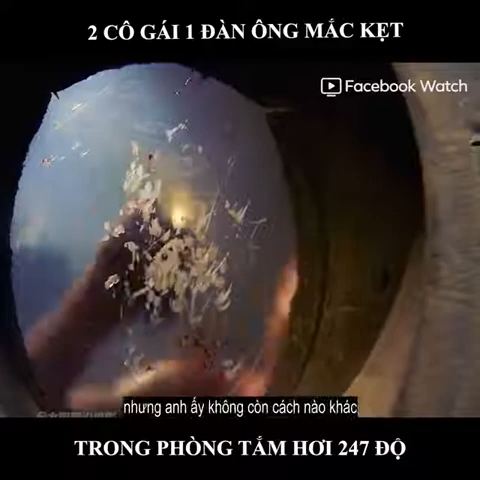 2 CÔ GÁI 1 ĐÀN ÔNG MẮC KẸT
Facebook Watch
nhưng anh ấy không còn cách nào khác
TRONG PHÒNG TẮM HƠI 247 ĐỘ